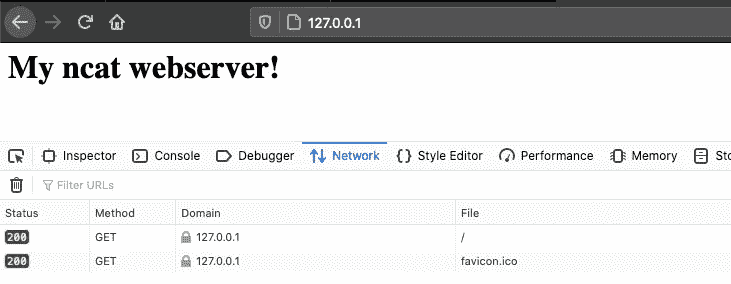 127.0.0.1
My ncat webserver!
Inspector Console Debugger Network Style Editor Performance Memory Sto
Filter URLs
Status Method Domain File
200 GET 127.0.0.1 /
200 GET 127.0.0.1 favicon.ico